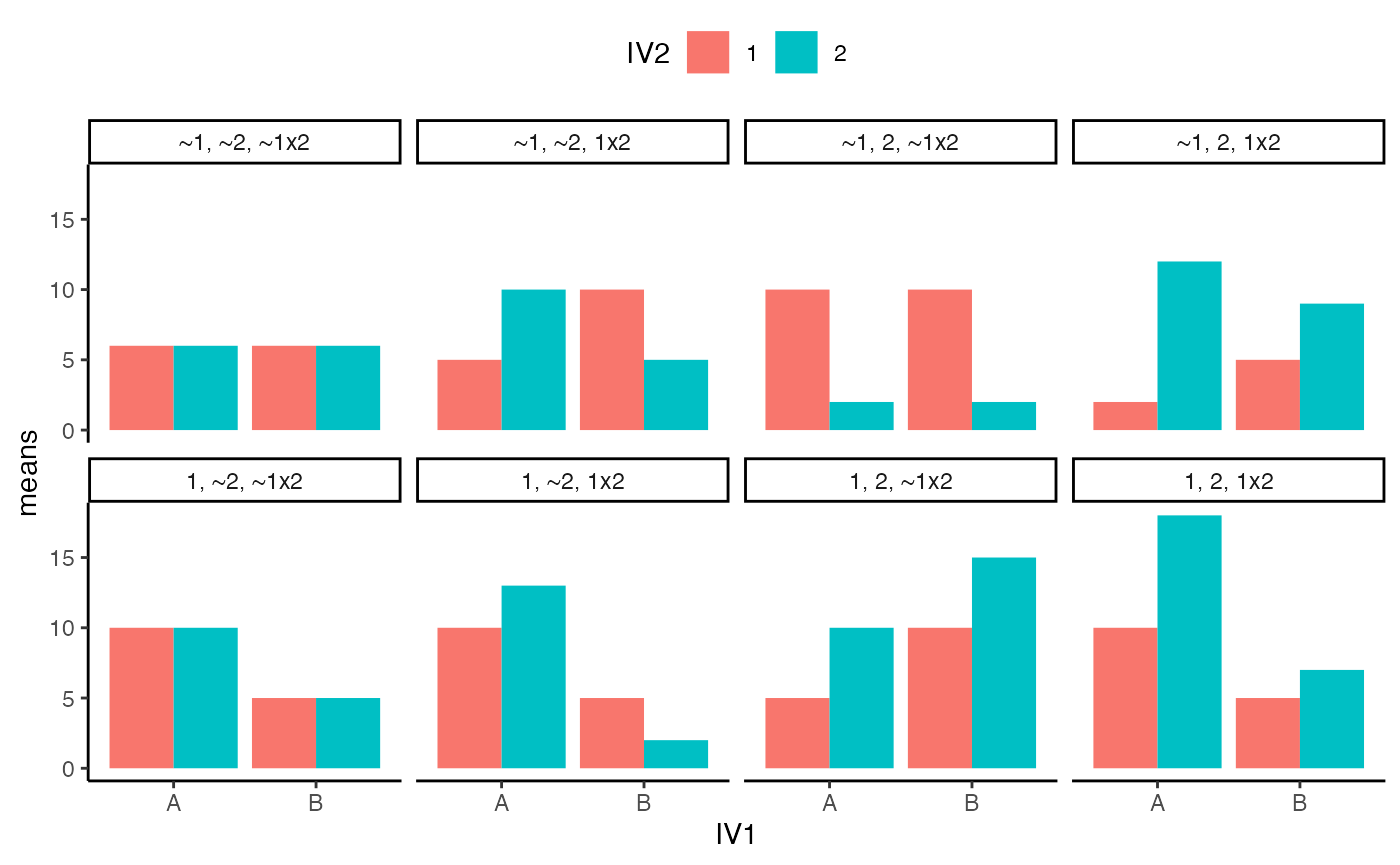 IV2 1 2
~1, ~2, ~1x2
~1, ~2, 1x2
~1, 2, ~1x2
~1, 2, 1x2
15
10
5
0
means
1, ~2, ~1x2
1, ~2, 1x2
1, 2, ~1x2
1, 2, 1x2
15
10
5
0
A B A B A B A B
IV1